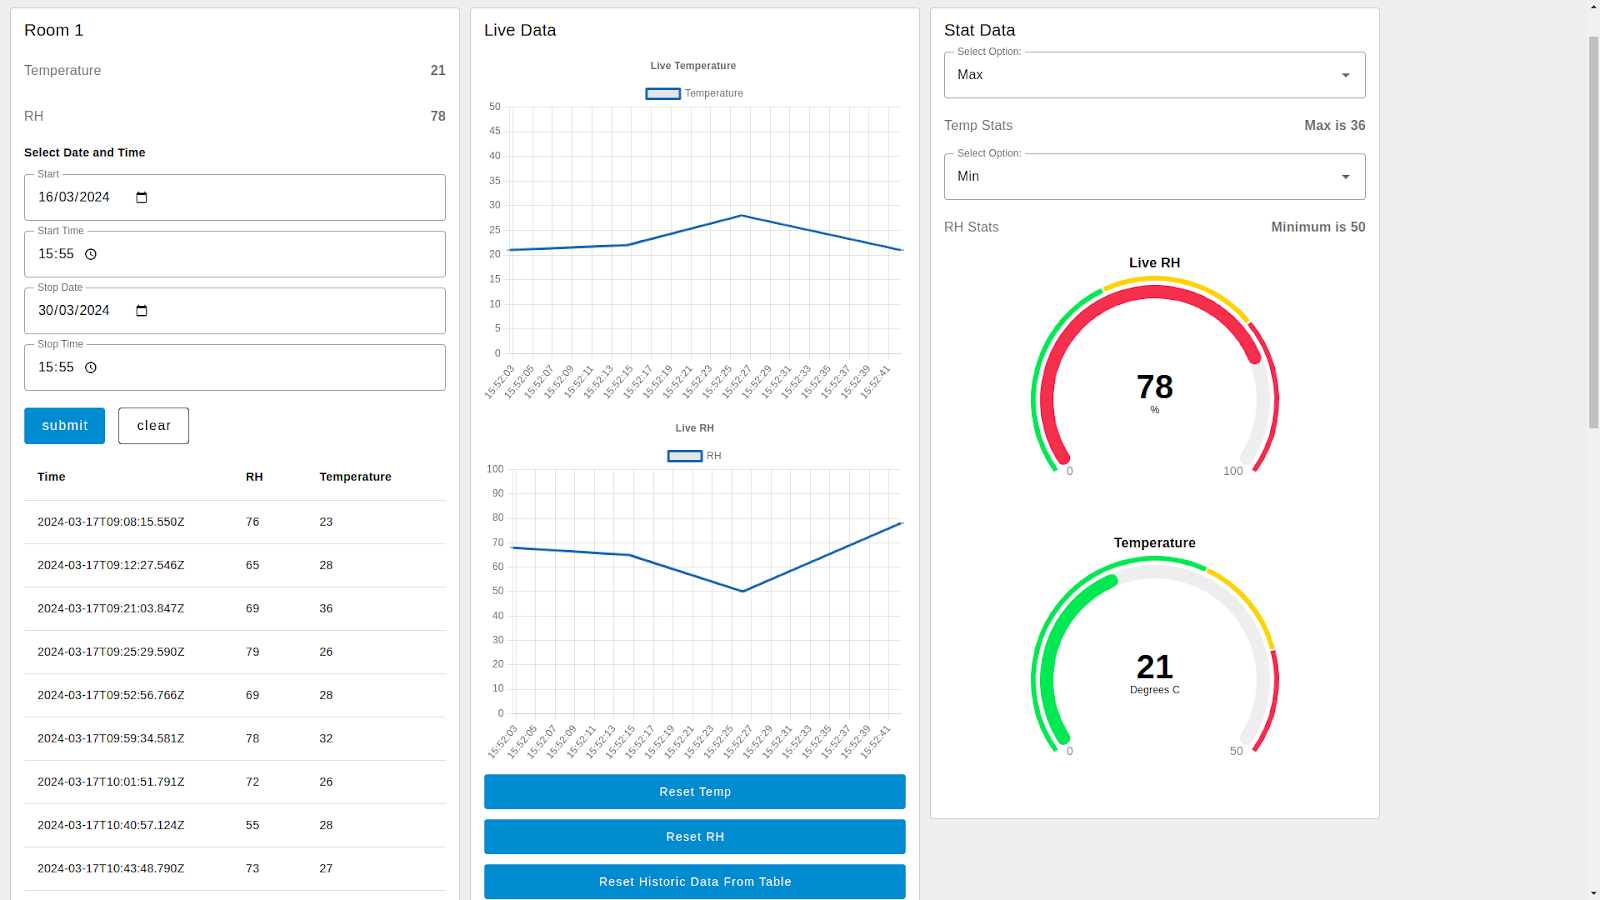 Room 1
Temperature 21
RH 78
Select Date and Time
Start
16/03/2024
Start Time
15:55
Stop Date
30/03/2024
Stop Time
15:55
submit clear
Time RH Temperature
2024-03-17T09:08:15.550Z 76 23
2024-03-17T09:12:27.546Z 65 28
2024-03-17T09:21:03.847Z 69 36
2024-03-17T09:25:29.590Z 79 26
2024-03-17T09:52:56.766Z 69 28
2024-03-17T09:59:34.581Z 78 32
2024-03-17T10:01:51.791Z 72 26
2024-03-17T10:40:57.124Z 55 28
2024-03-17T10:43:48.790Z 73 27
Live Data
Live Temperature
Temperature
50
45
40
35
30
25
20
15
10
5
0
15:52:03 15:52:05 15:52:07 15:52:09 15:52:11 15:52:13 15:52:15 15:52:17 15:52:19 15:52:21 15:52:23 15:52:25 15:52:27 15:52:29 15:52:31 15:52:33 15:52:35 15:52:37 15:52:39 15:52:41
Live RH
RH
100
90
80
70
60
50
40
30
20
10
0
15:52:03 15:52:05 15:52:07 15:52:09 15:52:11 15:52:13 15:52:15 15:52:17 15:52:19 15:52:21 15:52:23 15:52:25 15:52:27 15:52:29 15:52:31 15:52:33 15:52:35 15:52:37 15:52:39 15:52:41
Reset Temp
Reset RH
Reset Historic Data From Table
Stat Data
Select Option:
Max
Temp Stats Max is 36
Select Option:
Min
RH Stats Minimum is 50
Live RH
78
%
0 100
Temperature
21
Degrees C
0 50